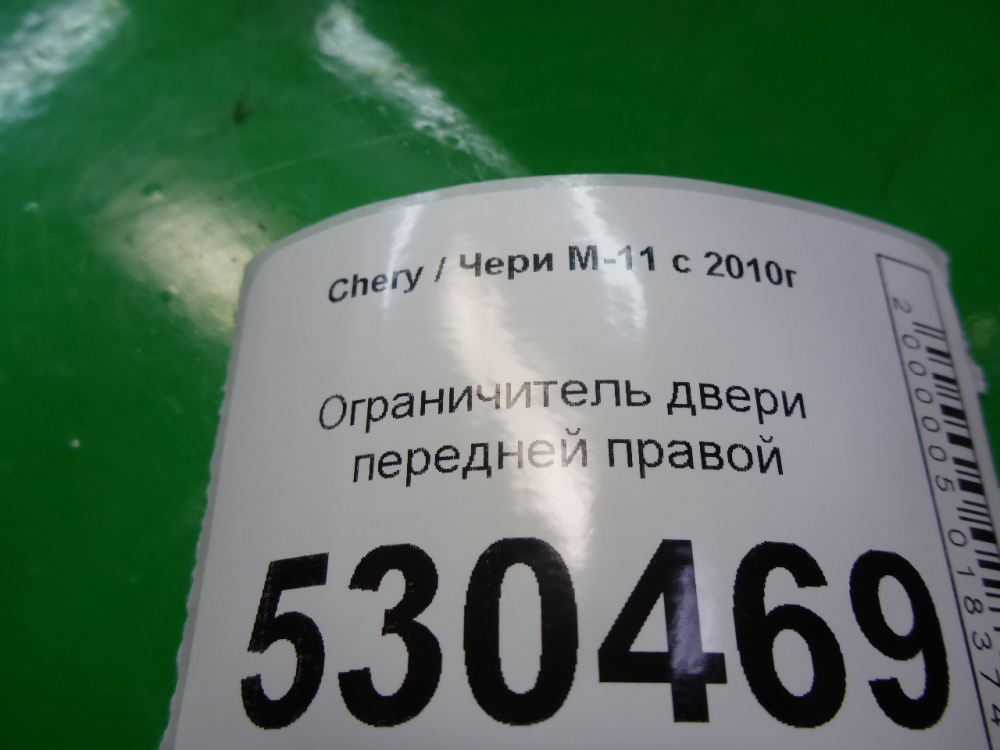 Chery / Чери М-11 с 2010г
Ограничитель двери
передней правой
530469
2000005018374